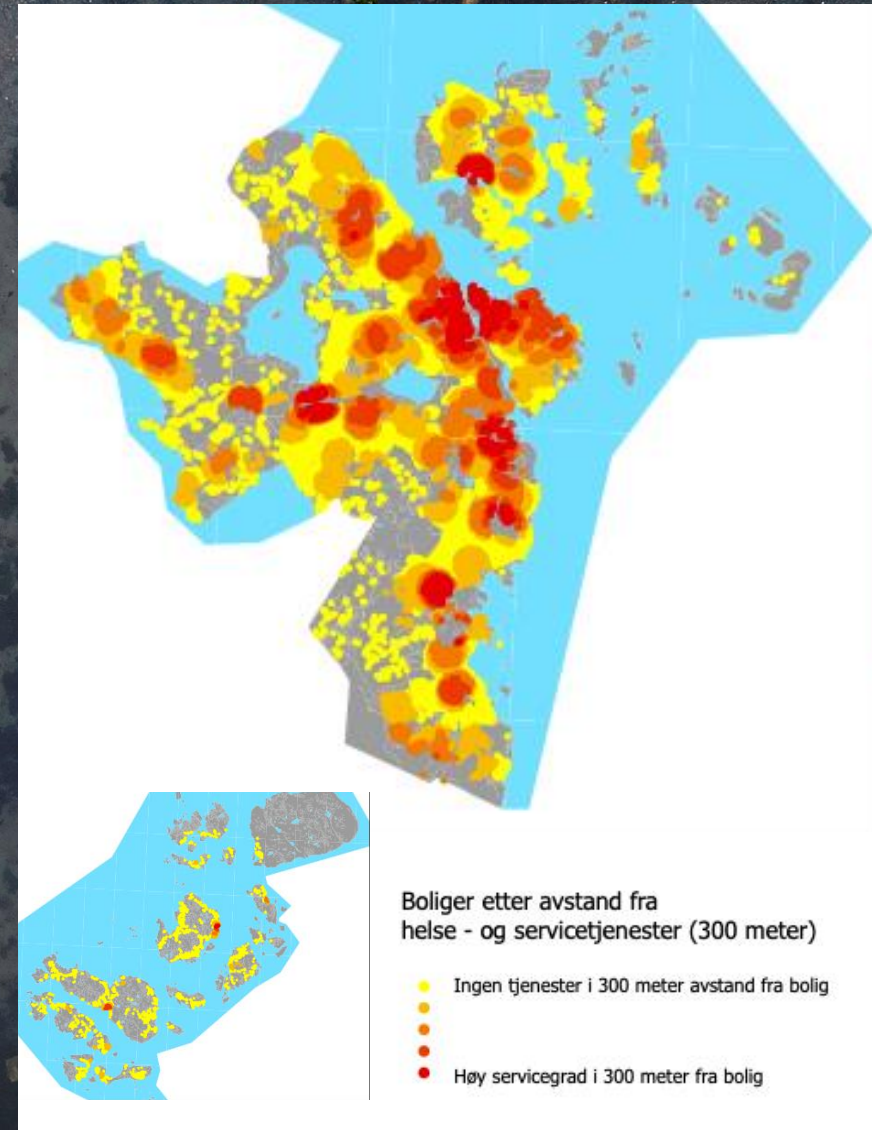 Boliger etter avstand fra
helse - og servicetjenester (300 meter)
Ingen tjenester i 300 meter avstand fra bolig
Høy servicegrad i 300 meter fra bolig